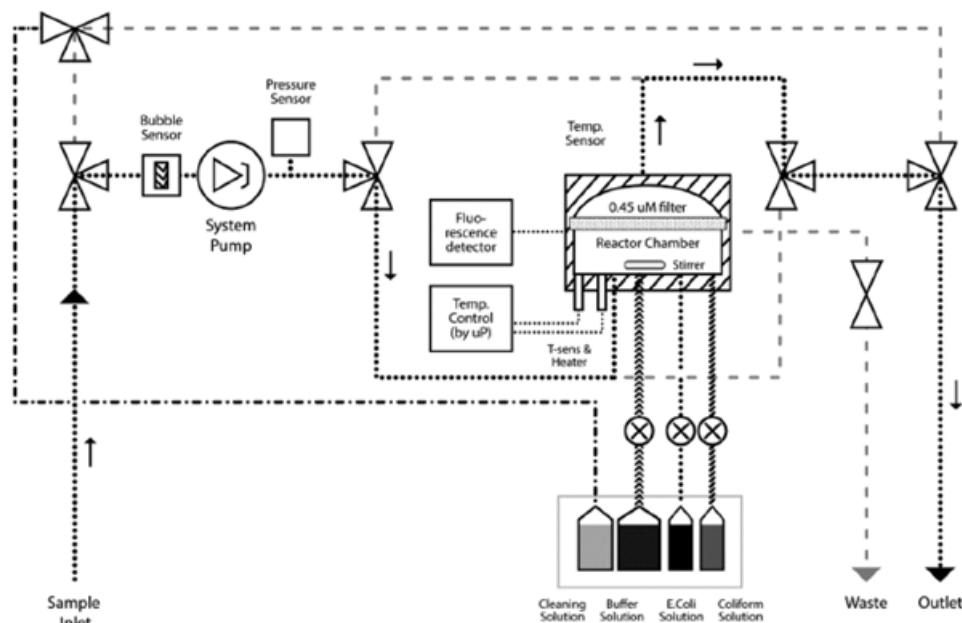 Pressure
Sensor
Bubble
Sensor
Temp.
Sensor
System
Pump
0.45 uM filter
Fluo-
rescence
detector
Reactor Chamber
Stirrer
Temp.
Control
(by uP)
T-sens &
Heater
Sample
Inlet
Cleaning
Solution
Buffer
Solution
E.Coli
Solution
Coliform
Solution
Waste
Outlet